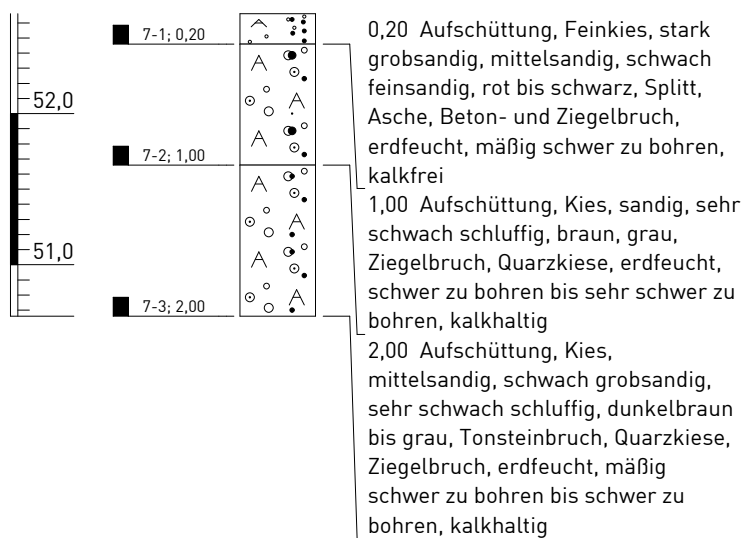 7-1; 0,20
52,0
7-2; 1,00
51,0
7-3; 2,00
0,20 Aufschüttung, Feinkies, stark
grobsandig, mittelsandig, schwach
feinsandig, rot bis schwarz, Splitt,
Asche, Beton- und Ziegelbruch,
erdfeucht, mäßig schwer zu bohren,
kalkfrei
1,00 Aufschüttung, Kies, sandig, sehr
schwach schluffig, braun, grau,
Ziegelbruch, Quarzkiese, erdfeucht,
schwer zu bohren bis sehr schwer zu
bohren, kalkhaltig
2,00 Aufschüttung, Kies,
mittelsandig, schwach grobsandig,
sehr schwach schluffig, dunkelbraun
bis grau, Tonsteinbruch, Quarzkiese,
Ziegelbruch, erdfeucht, mäßig
schwer zu bohren bis schwer zu
bohren, kalkhaltig